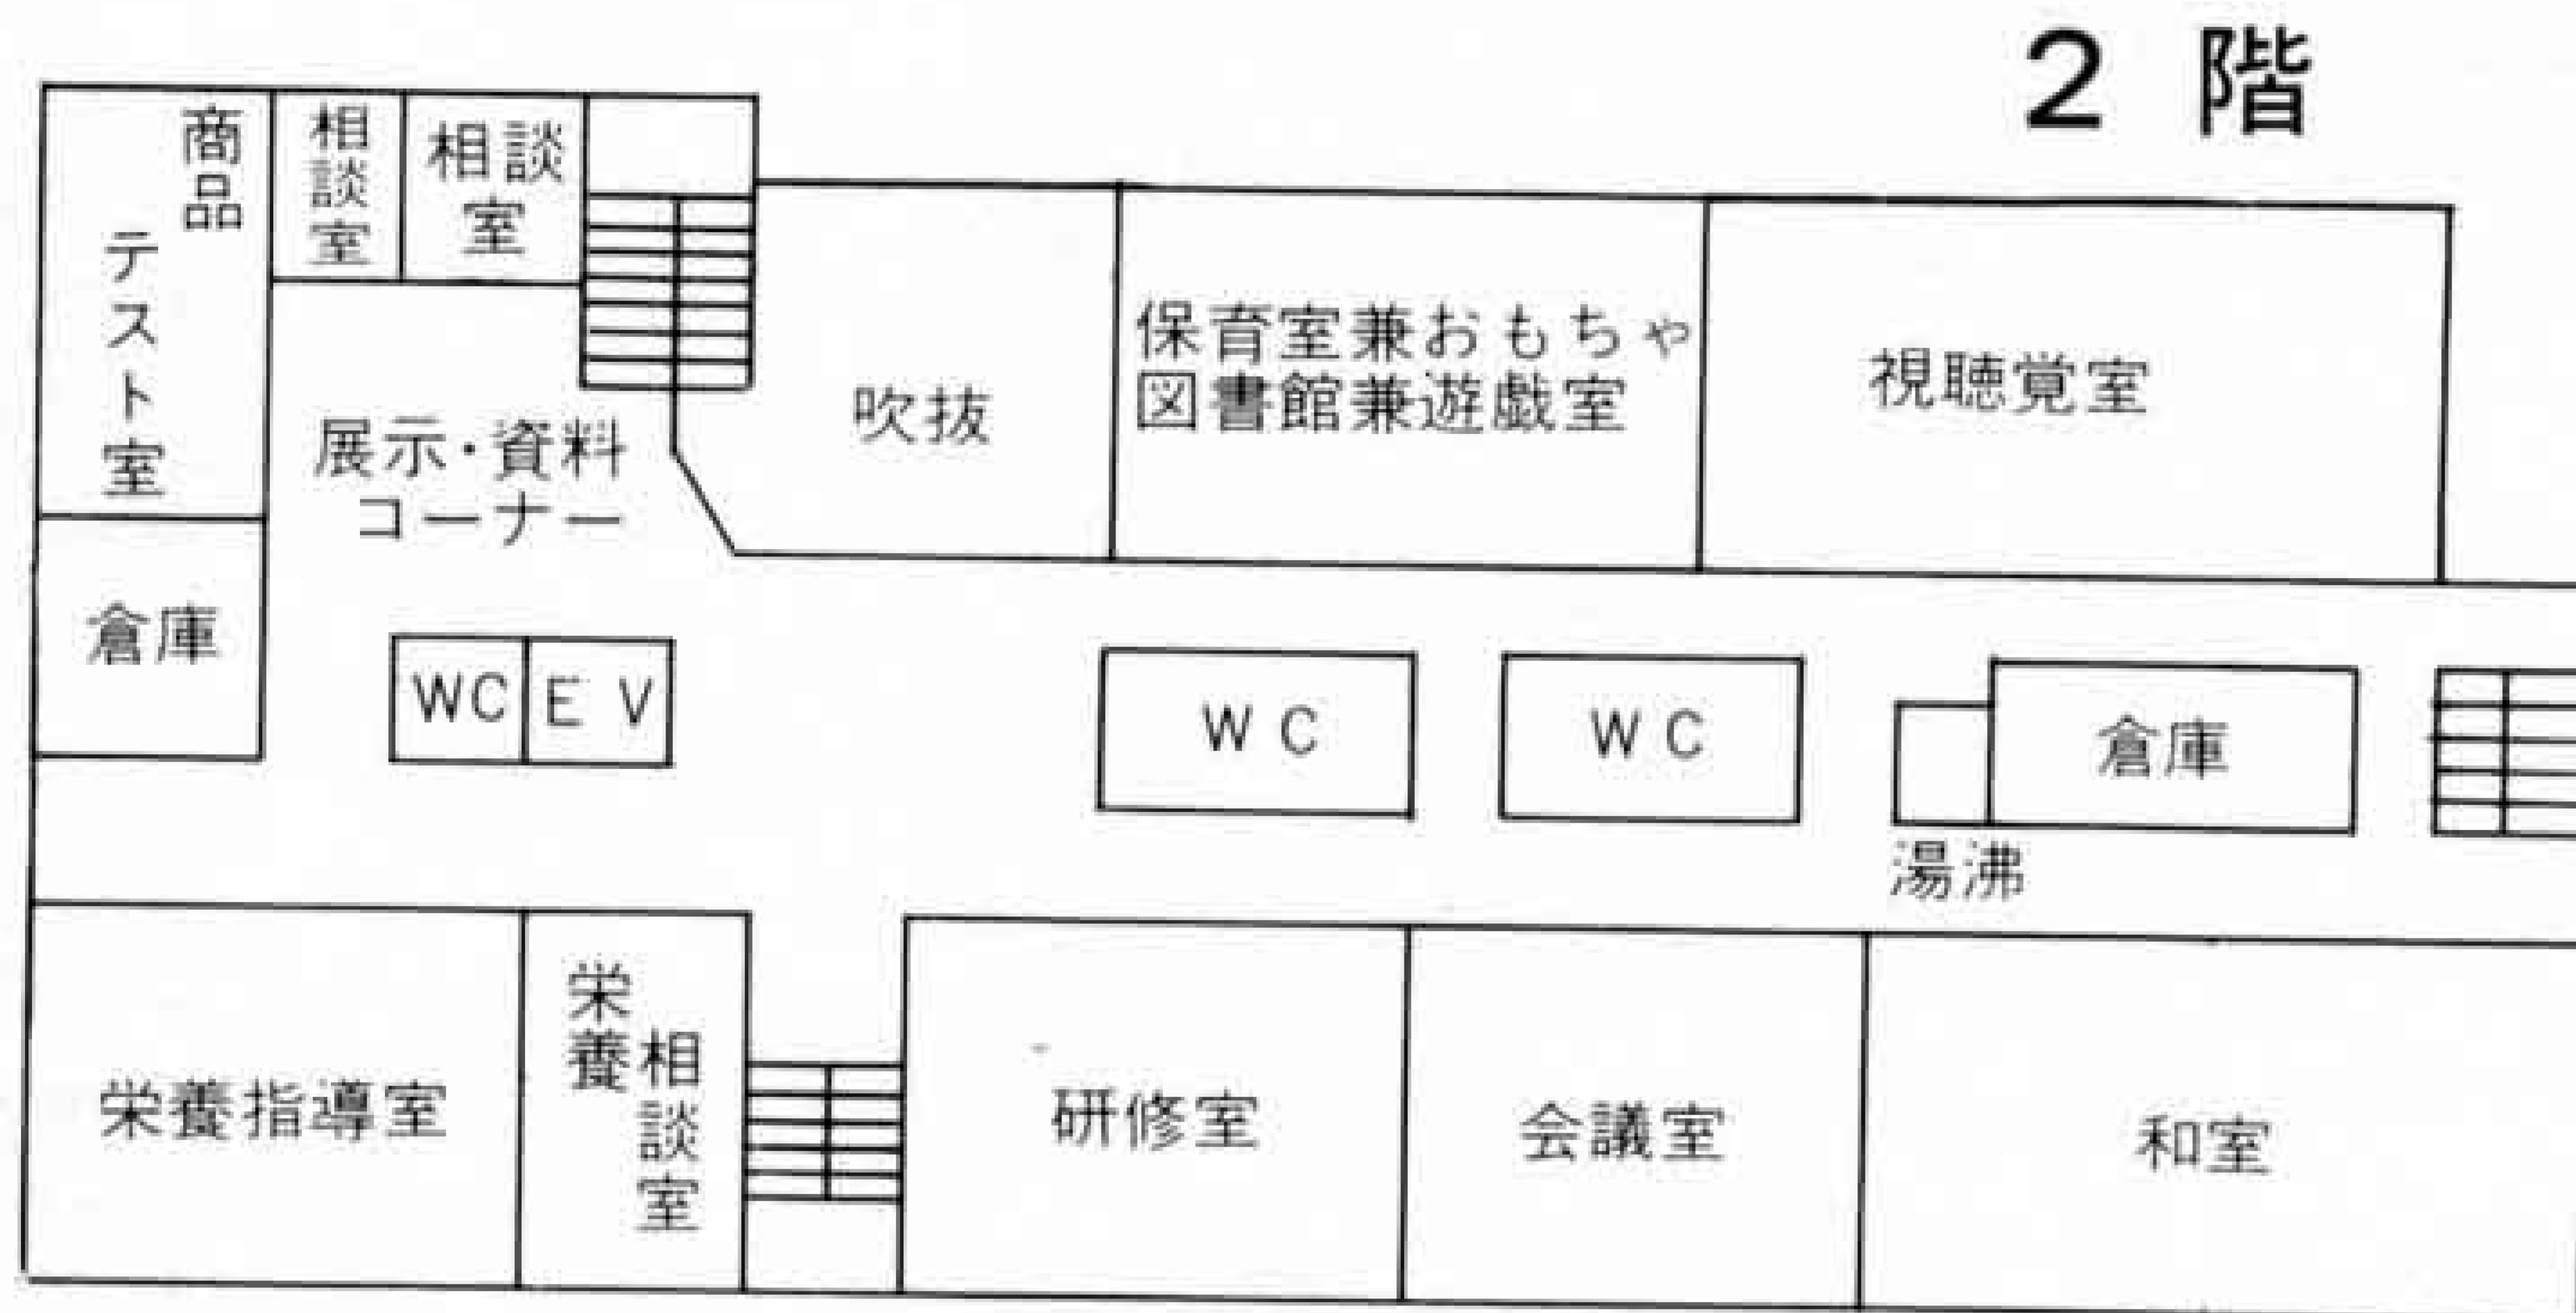 2 階
商品
テスト室
相談室
相談
室
展示・資料
コーナー
吹抜
保育室兼おもちゃ
図書館兼遊戯室
視聴覚室
倉庫
WC
EV
WC
WC
倉庫
湯沸
栄養指導室
栄養
相談室
研修室
会議室
和室